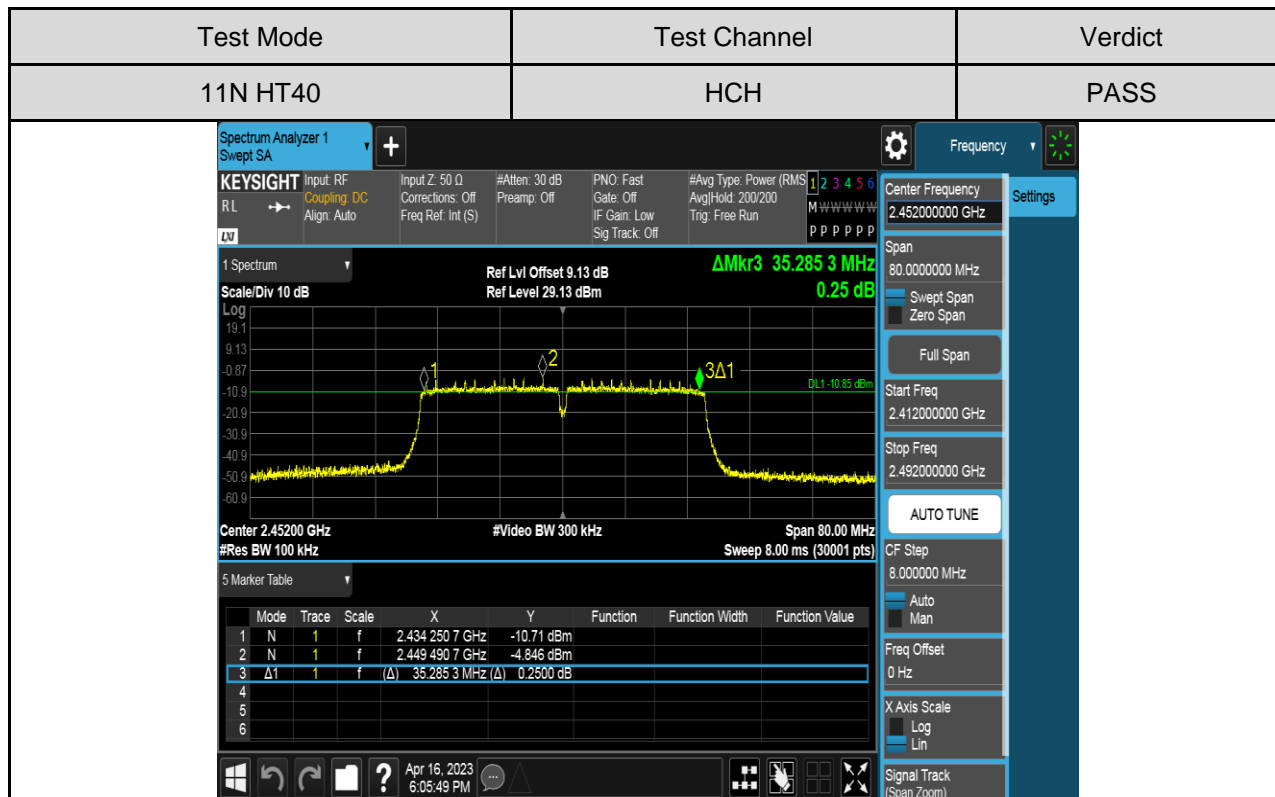 Test Mode Test Channel Verdict
11N HT40 HCH PASS
Spectrum Analyzer 1
Swept SA
Frequency
KEYSIGHT
R L
LXI
Input: RF
Coupling: DC
Align: Auto
Input Z: 50 Ω
Corrections: Off
Freq Ref: Int (S)
#Atten: 30 dB
Preamp: Off
PNO: Fast
Gate: Off
IF Gain: Low
Sig Track: Off
#Avg Type: Power (RMS
Avg|Hold: 200/200
Trig: Free Run
1 2 3 4 5 6
M W W W W W
P P P P P P
Center Frequency
2.452000000 GHz
Settings
Span
80.0000000 MHz
Swept Span
Zero Span
Full Span
Start Freq
2.412000000 GHz
Stop Freq
2.492000000 GHz
AUTO TUNE
CF Step
8.000000 MHz
Auto
Man
Freq Offset
0 Hz
X Axis Scale
Log
Lin
Signal Track
(Span Zoom)
1 Spectrum
Scale/Div 10 dB
Ref Lvl Offset 9.13 dB
Ref Level 29.13 dBm
ΔMkr3 35.285 3 MHz
0.25 dB
Log
19.1
9.13
-0.87
-10.9
-20.9
-30.9
-40.9
-50.9
-60.9
1
2
3Δ1
DL1 -10.85 dBm
Center 2.45200 GHz #Video BW 300 kHz Span 80.00 MHz
#Res BW 100 kHz Sweep 8.00 ms (30001 pts)
5 Marker Table
Mode Trace Scale X Y Function Function Width Function Value
1 N 1 f 2.434 250 7 GHz -10.71 dBm
2 N 1 f 2.449 490 7 GHz -4.846 dBm
3 Δ1 1 f (Δ) 35.285 3 MHz (Δ) 0.2500 dB
4
5
6
? Apr 16, 2023
6:05:49 PM